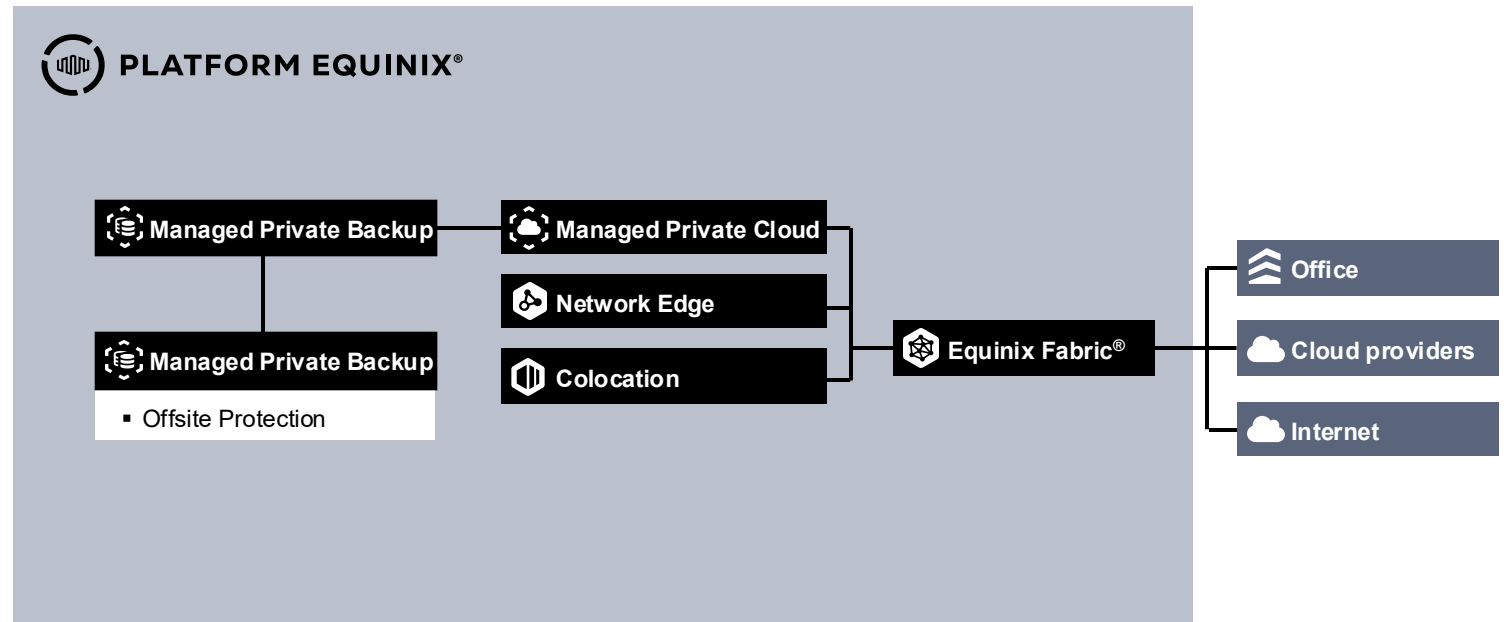 PLATFORM EQUINIX®
Managed Private Backup
Managed Private Cloud
Network Edge
Colocation
Managed Private Backup
▪ Offsite Protection
Equinix Fabric®
Office
Cloud providers
Internet